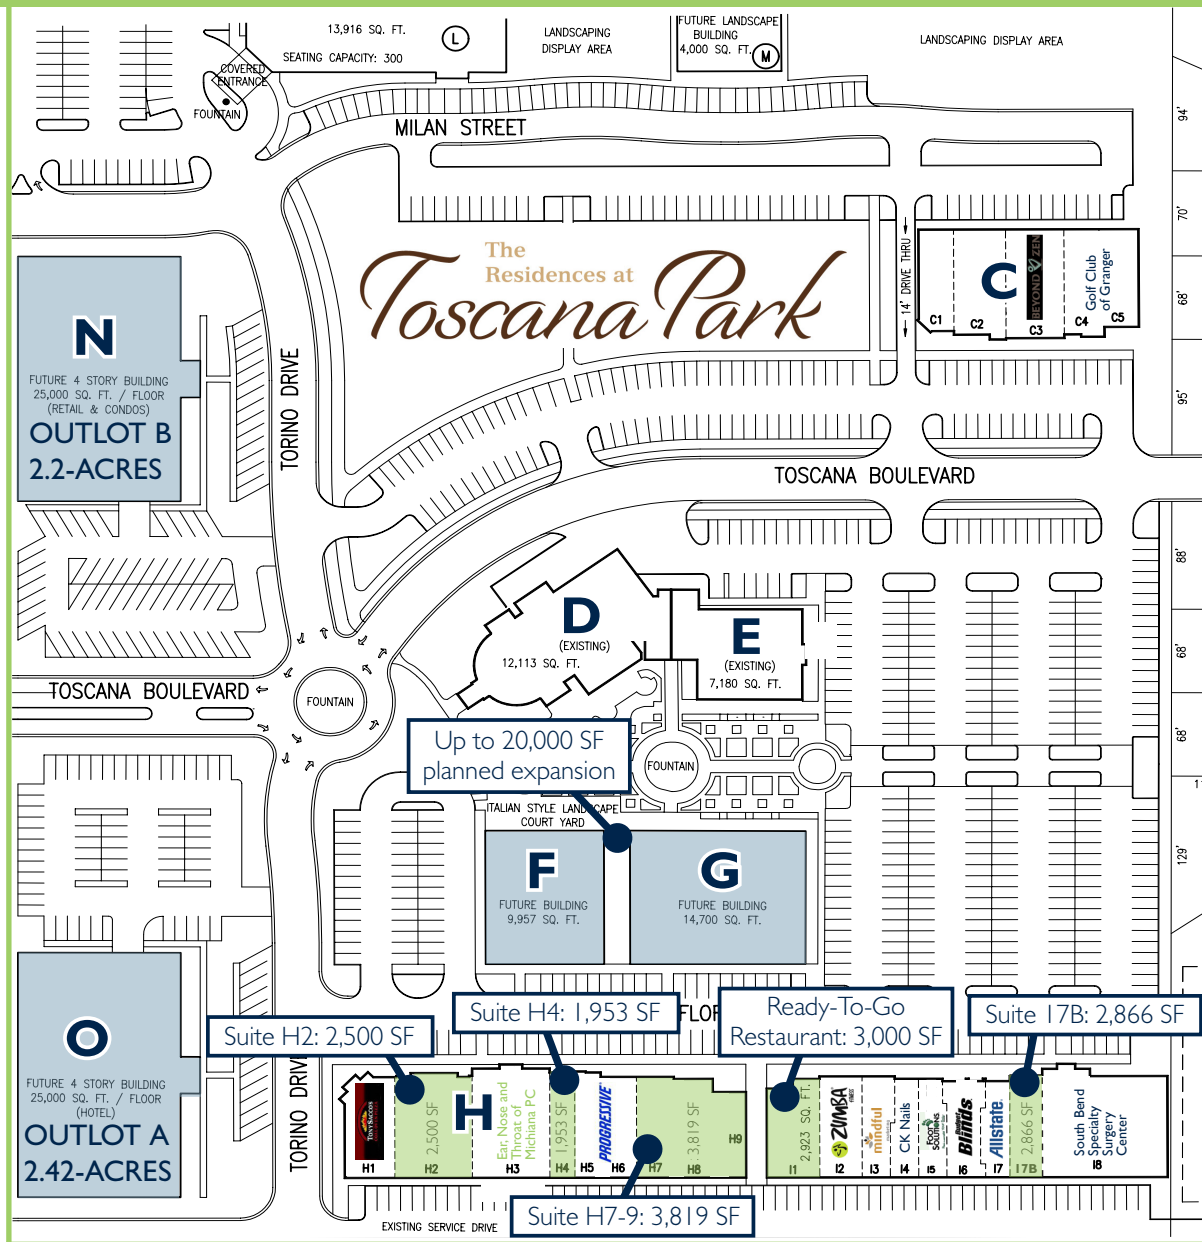 13,916 SQ. FT.
SEATING CAPACITY: 300
L
LANDSCAPING
DISPLAY AREA
FUTURE LANDSCAPE
BUILDING
4,000 SQ. FT.
M
LANDSCAPING DISPLAY AREA
COVERED
ENTRANCE
FOUNTAIN
MILAN STREET
94'
70'
68'
95'
88'
68'
68'
129'
The
Residences at
Toscana Park
14' DRIVE THRU
C
BEYOND ZEN
Golf Club
of Granger
C1
C2
C3
C4
C5
N
FUTURE 4 STORY BUILDING
25,000 SQ. FT. / FLOOR
(RETAIL & CONDOS)
OUTLOT B
2.2-ACRES
TORINO DRIVE
TOSCANA BOULEVARD
D
(EXISTING)
12,113 SQ. FT.
E
(EXISTING)
7,180 SQ. FT.
TOSCANA BOULEVARD
FOUNTAIN
Up to 20,000 SF
planned expansion
FOUNTAIN
ITALIAN STYLE LANDSCAPE
COURT YARD
F
FUTURE BUILDING
9,957 SQ. FT.
G
FUTURE BUILDING
14,700 SQ. FT.
O
FUTURE 4 STORY BUILDING
25,000 SQ. FT. / FLOOR
(HOTEL)
OUTLOT A
2.42-ACRES
TORINO DRIVE
Suite H2: 2,500 SF
Suite H4: 1,953 SF
FLOR
Ready-To-Go
Restaurant: 3,000 SF
Suite 17B: 2,866 SF
TONY SACCO'S
H1
2,500 SF
H2
H
Ear, Nose and
Throat of
Michiana PC
H3
1,953 SF
H4
PROGRESSIVE
H5
H6
H7
3,819 SF
H8
H9
2,923 SQ. FT.
I1
ZUMBA
FITNESS
I2
mindful
I3
CK Nails
I4
SOLUTIONS
I5
Budget
Blinds
I6
Allstate
I7
2,866 SF
17B
South Bend
Specialty
Surgery
Center
I8
Suite H7-9: 3,819 SF
EXISTING SERVICE DRIVE